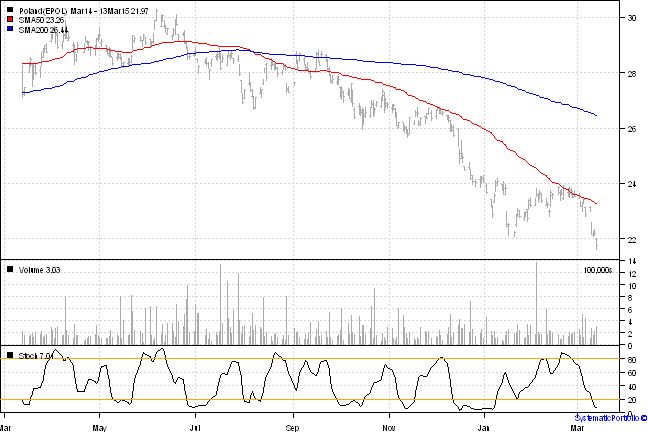 Poland(EPOL) Mar14 - 13Mar15 21.97
SMA50 23.26
SMA200 26.44
30
28
26
24
22
Volume 3.03
100,000s
14
12
10
8
6
4
2
0
Stoch 7.04
80
60
40
20
0
Mar May Jul Sep Nov Jan Mar
SystematicPortfolio ©